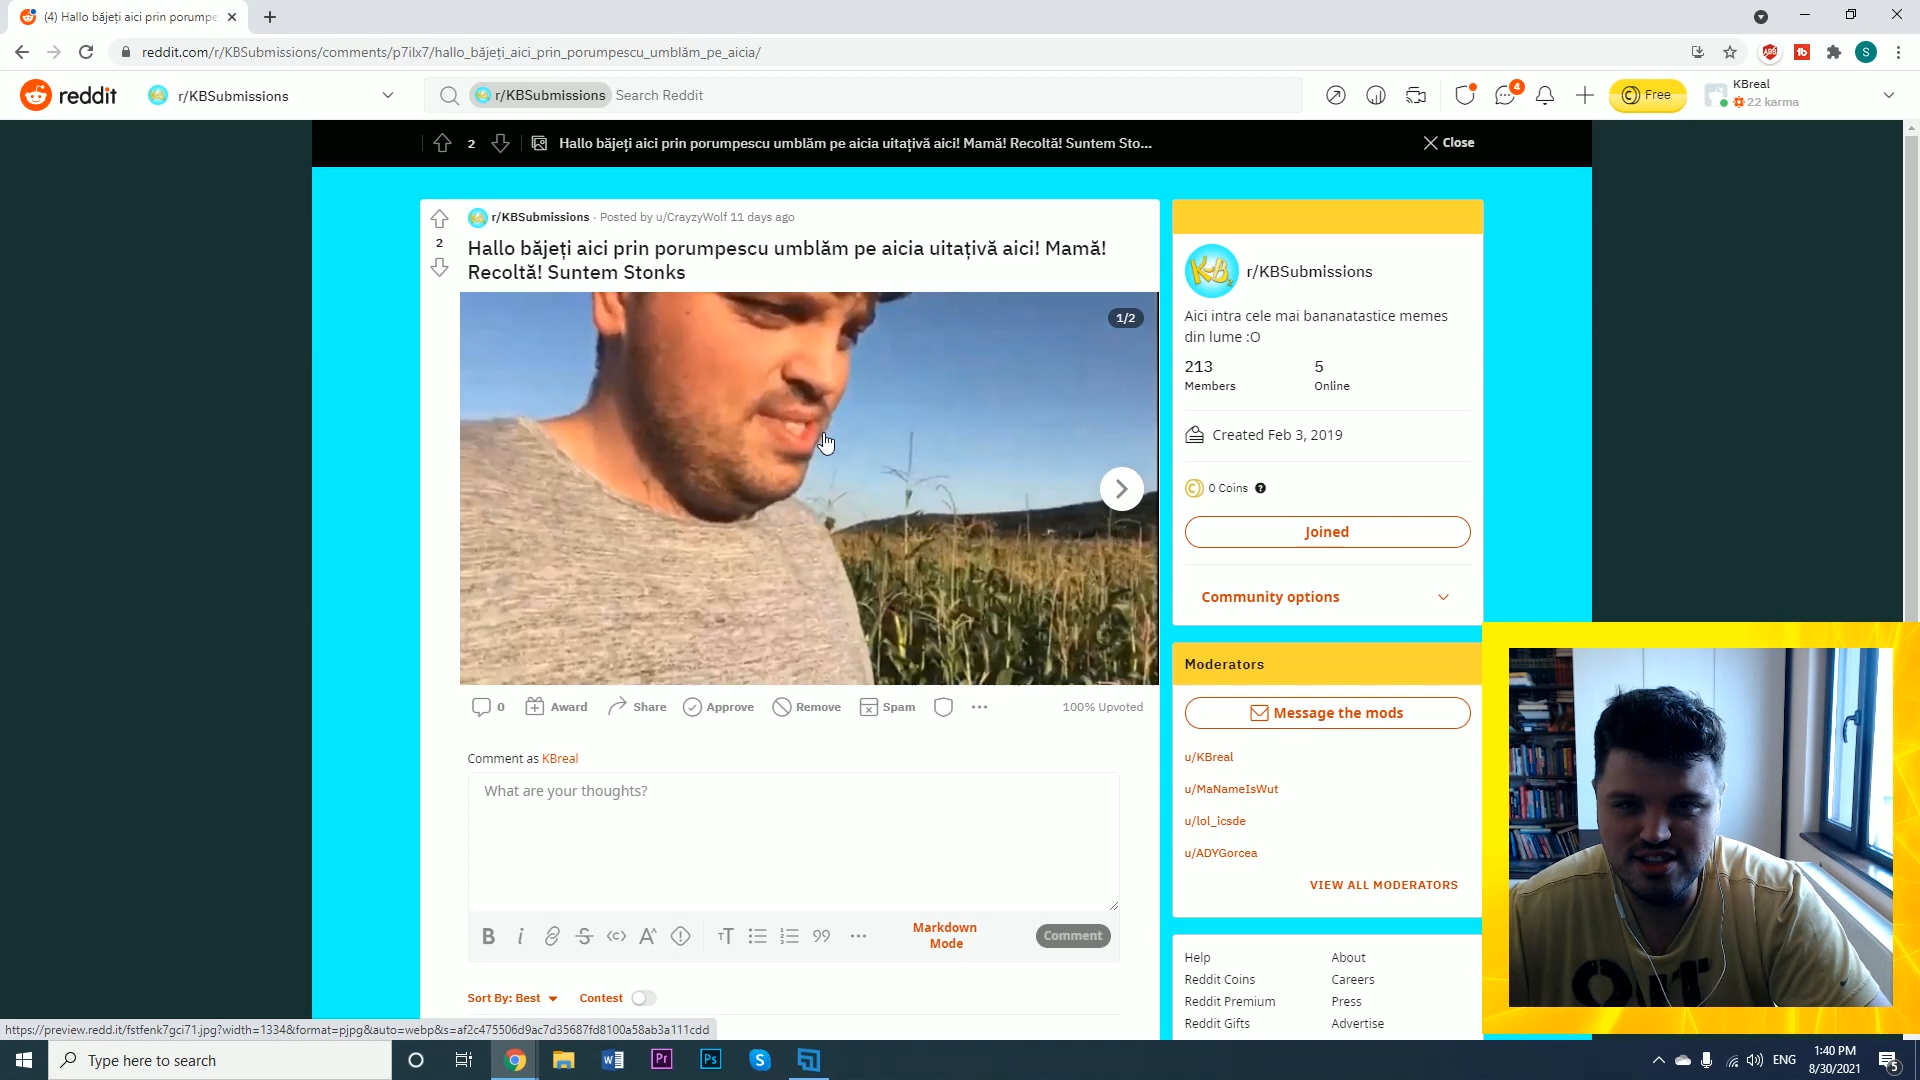 (4) Hallo băjeți aici prin porumpe
reddit.com/r/KBSubmissions/comments/p7ilx7/hallo_băjeți_aici_prin_porumpescu_umblăm_pe_aicia/
S
reddit
r/KBSubmissions
r/KBSubmissions Search Reddit
4
Free
KBreal
22 karma
2
Hallo băjeți aici prin porumpescu umblăm pe aicia uitațivă aici! Mamă! Recoltă! Suntem Sto...
Close
r/KBSubmissions · Posted by u/CrayzyWolf 11 days ago
2
Hallo băjeți aici prin porumpescu umblăm pe aicia uitațivă aici! Mamă!
Recoltă! Suntem Stonks
1/2
0 Award Share Approve Remove Spam 100% Upvoted
Comment as KBreal
What are your thoughts?
Markdown
Mode
Comment
Sort By: Best Contest
KB
r/KBSubmissions
Aici intra cele mai bananatastice memes
din lume :O
213 5
Members Online
Created Feb 3, 2019
0 Coins
Joined
Community options
Moderators
Message the mods
u/KBreal
u/MaNameIsWut
u/lol_icsde
u/ADYGorcea
VIEW ALL MODERATORS
Help About
Reddit Coins Careers
Reddit Premium Press
Reddit Gifts Advertise
https://preview.redd.it/fstfenk7gci71.jpg?width=1334&format=pjpg&auto=webp&s=af2c475506d9ac7d35687fd8100a58ab3a111cdd
Type here to search
Pr
Ps
ENG
1:40 PM
8/30/2021
5